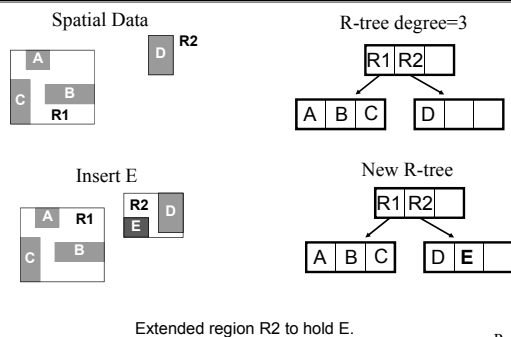 Spatial Data
R-tree degree=3
A
C
B
R1
D
R2
R1 R2
A B C
D
Insert E
New R-tree
A
R1
C
B
R2
E
D
R1 R2
A B C
D E
Extended region R2 to hold E.